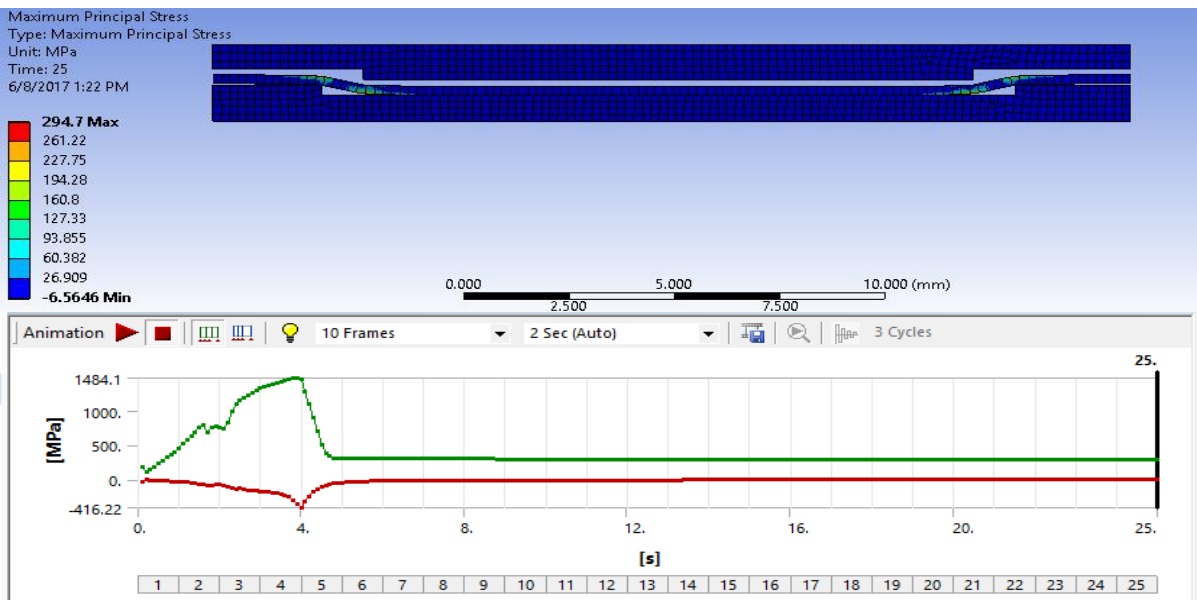 Maximum Principal Stress
Type: Maximum Principal Stress
Unit: MPa
Time: 25
6/8/2017 1:22 PM
294.7 Max
261.22
227.75
194.28
160.8
127.33
93.855
60.382
26.909
-6.5646 Min
0.000 5.000 10.000 (mm)
2.500 7.500
Animation 10 Frames 2 Sec (Auto) 3 Cycles
25.
1484.1
1000.
500.
0.
-416.22
[MPa]
0. 4. 8. 12. 16. 20. 25.
[s]
1 2 3 4 5 6 7 8 9 10 11 12 13 14 15 16 17 18 19 20 21 22 23 24 25